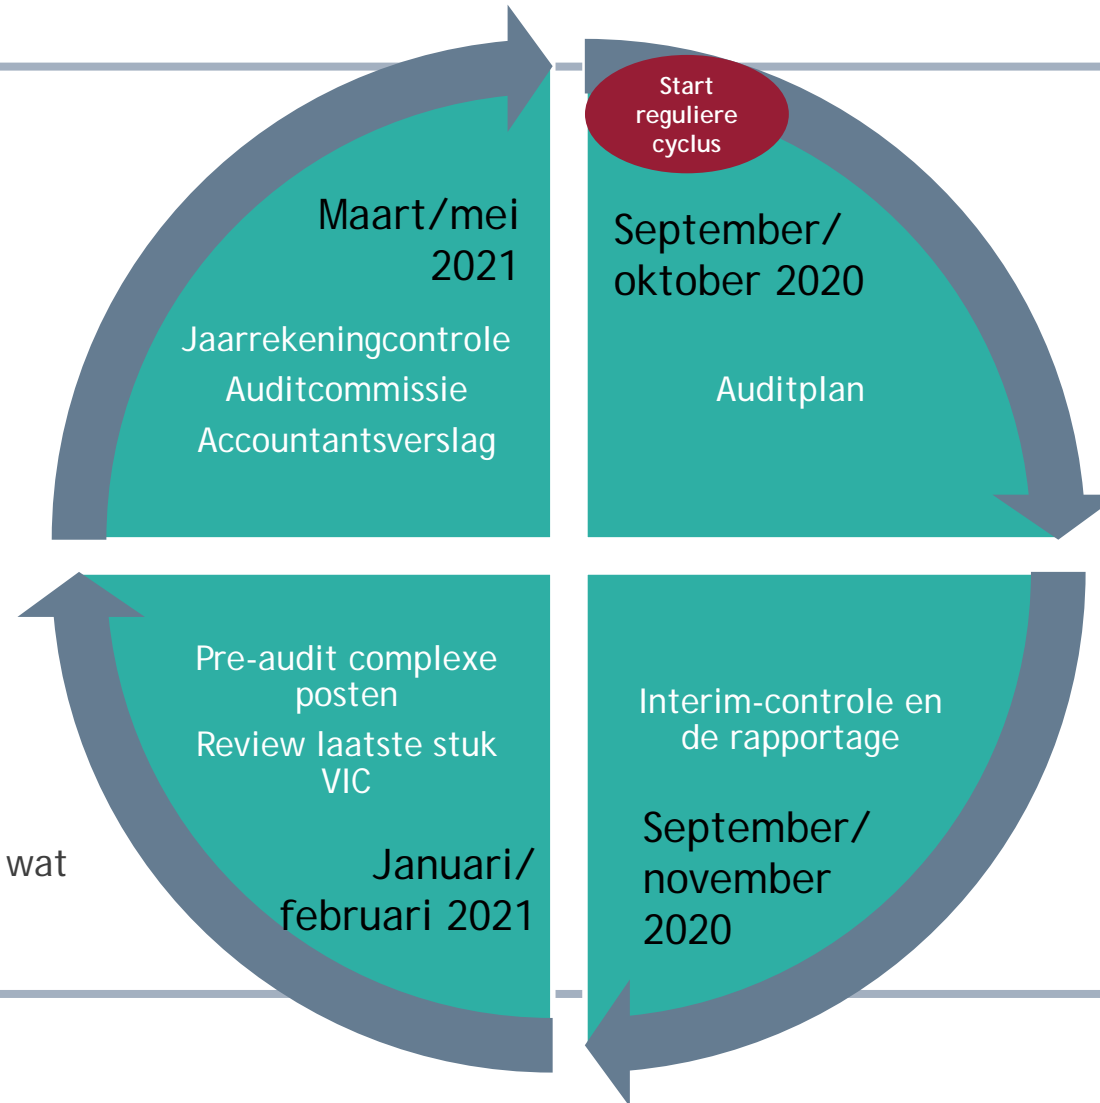 Start
reguliere
cyclus
September/
oktober 2020
Auditplan
Interim-controle en
de rapportage
September/
november
2020
Pre-audit complexe
posten
Review laatste stuk
VIC
Januari/
februari 2021
Maart/mei
2021
Jaarrekeningcontrole
Auditcommissie
Accountantsverslag
wat